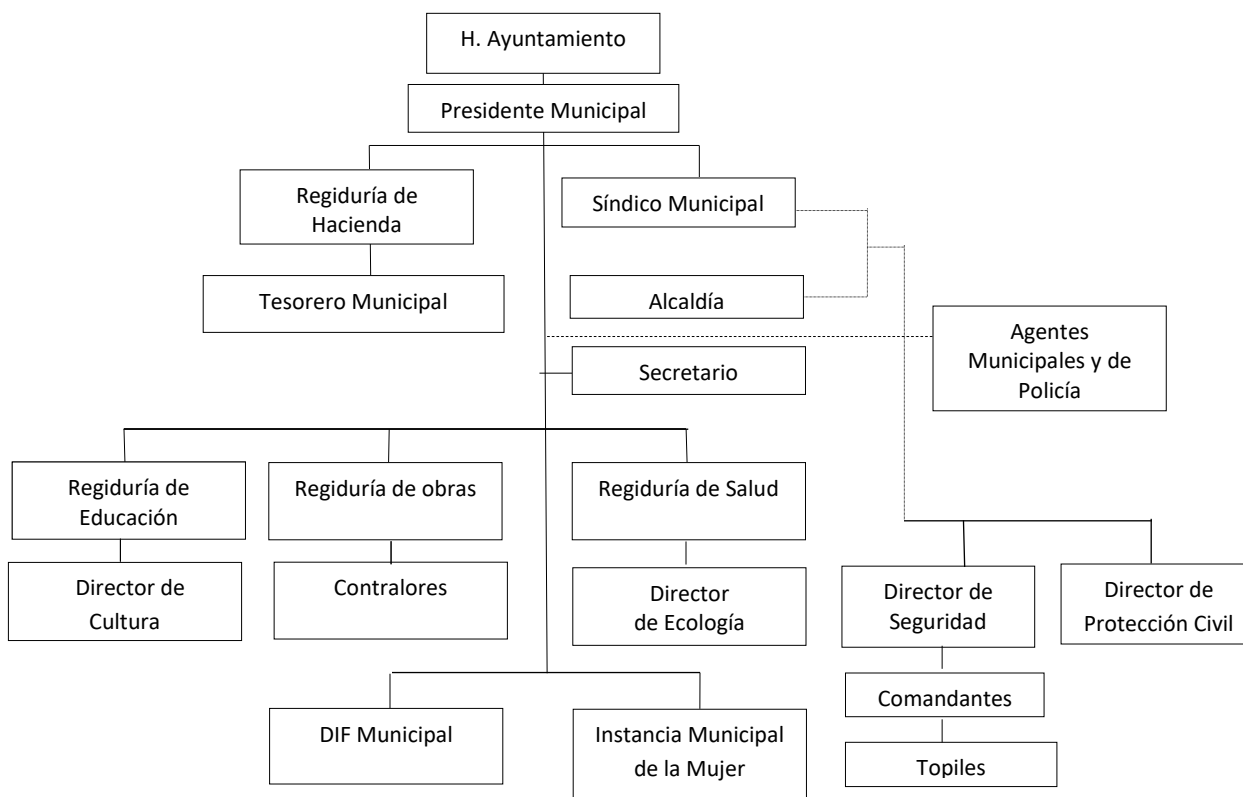 H. Ayuntamiento
Presidente Municipal
Regiduría de
Hacienda
Síndico Municipal
Tesorero Municipal
Alcaldía
Agentes
Municipales y de
Policía
Secretario
Regiduría de
Educación
Regiduría de obras
Regiduría de Salud
Director de
Cultura
Contralores
Director
de Ecología
Director de
Seguridad
Director de
Protección Civil
Comandantes
Topiles
DIF Municipal
Instancia Municipal
de la Mujer